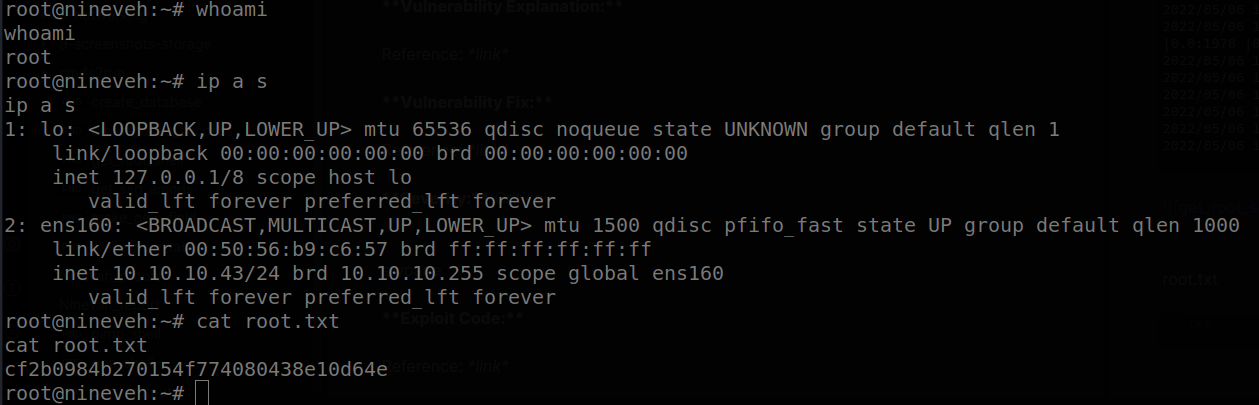 root@nineveh:~# whoami
whoami
root
root@nineveh:~# ip a s
ip a s
1: lo: <LOOPBACK,UP,LOWER_UP> mtu 65536 qdisc noqueue state UNKNOWN group default qlen 1
link/loopback 00:00:00:00:00:00 brd 00:00:00:00:00:00
inet 127.0.0.1/8 scope host lo
valid_lft forever preferred_lft forever
2: ens160: <BROADCAST,MULTICAST,UP,LOWER_UP> mtu 1500 qdisc pfifo_fast state UP group default qlen 1000
link/ether 00:50:56:b9:c6:57 brd ff:ff:ff:ff:ff:ff
inet 10.10.10.43/24 brd 10.10.10.255 scope global ens160
valid_lft forever preferred_lft forever
root@nineveh:~# cat root.txt
cat root.txt
cf2b0984b270154f774080438e10d64e
root@nineveh:~#
**Vulnerability Explanation:**
Reference: *link*
**Vulnerability Fix:**
**Exploit Code:**
Reference: *link*
root.txt